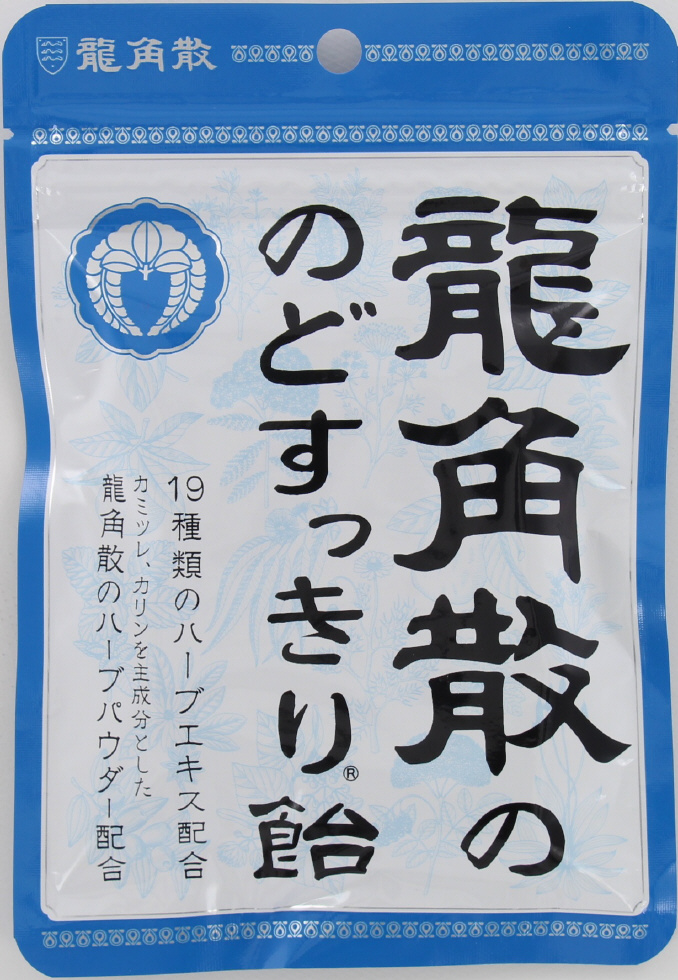 龍角散
龍角散の
のどすっきり®飴
19種類のハーブエキス配合
カミツレ、カリンを主成分とした
龍角散のハーブパウダー配合